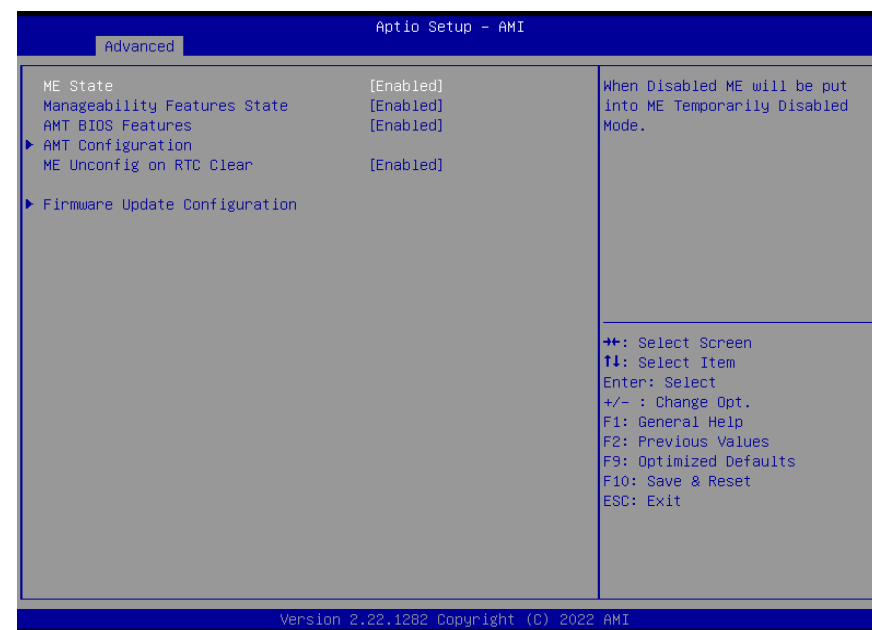 Aptio Setup – AMI
Advanced
ME State [Enabled]
Manageability Features State [Enabled]
AMT BIOS Features [Enabled]
AMT Configuration
ME Unconfig on RTC Clear [Enabled]
Firmware Update Configuration
When Disabled ME will be put
into ME Temporarily Disabled
Mode.
→←: Select Screen
↑↓: Select Item
Enter: Select
+/- : Change Opt.
F1: General Help
F2: Previous Values
F9: Optimized Defaults
F10: Save & Reset
ESC: Exit
Version 2.22.1282 Copyright (C) 2022 AMI